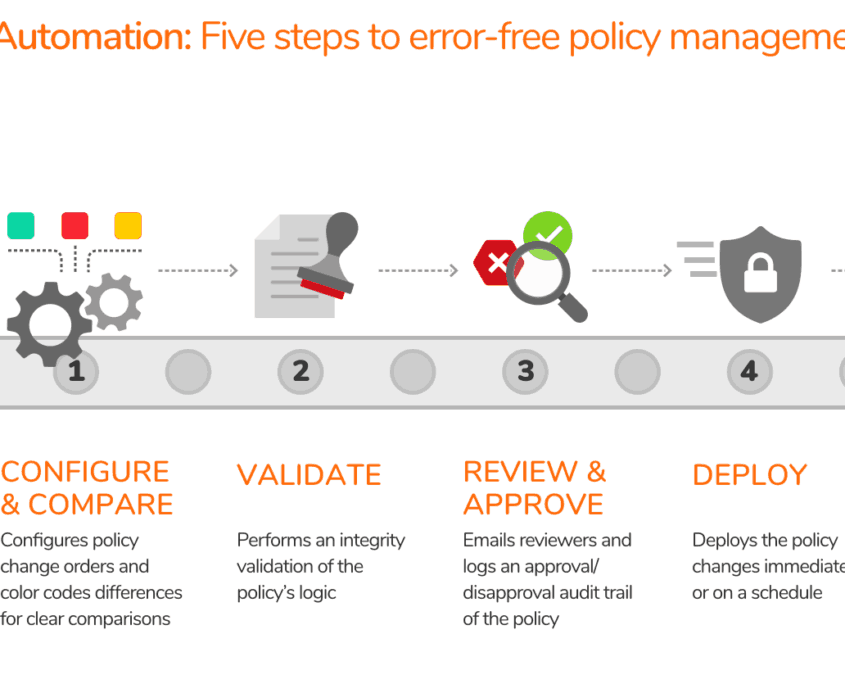 Automation: Five steps to error-free policy manageme
1
2
3
4
CONFIGURE
& COMPARE
Configures policy
change orders and
color codes differences
for clear comparisons
VALIDATE
Performs an integrity
validation of the
policy's logic
REVIEW &
APPROVE
Emails reviewers and
logs an approval/
disapproval audit trail
of the policy
DEPLOY
Deploys the policy
changes immediate
or on a schedule